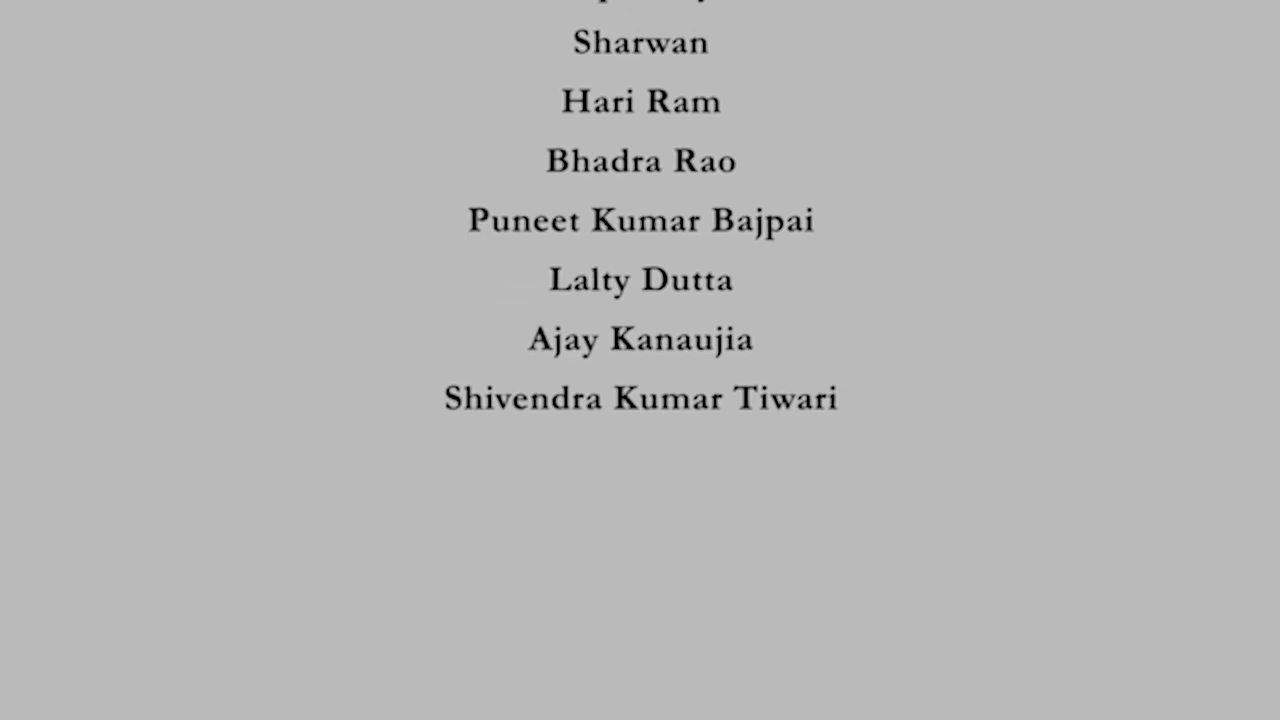 Sharwan
Hari Ram
Bhadra Rao
Puneet Kumar Bajpai
Lalty Dutta
Ajay Kanaujia
Shivendra Kumar Tiwari